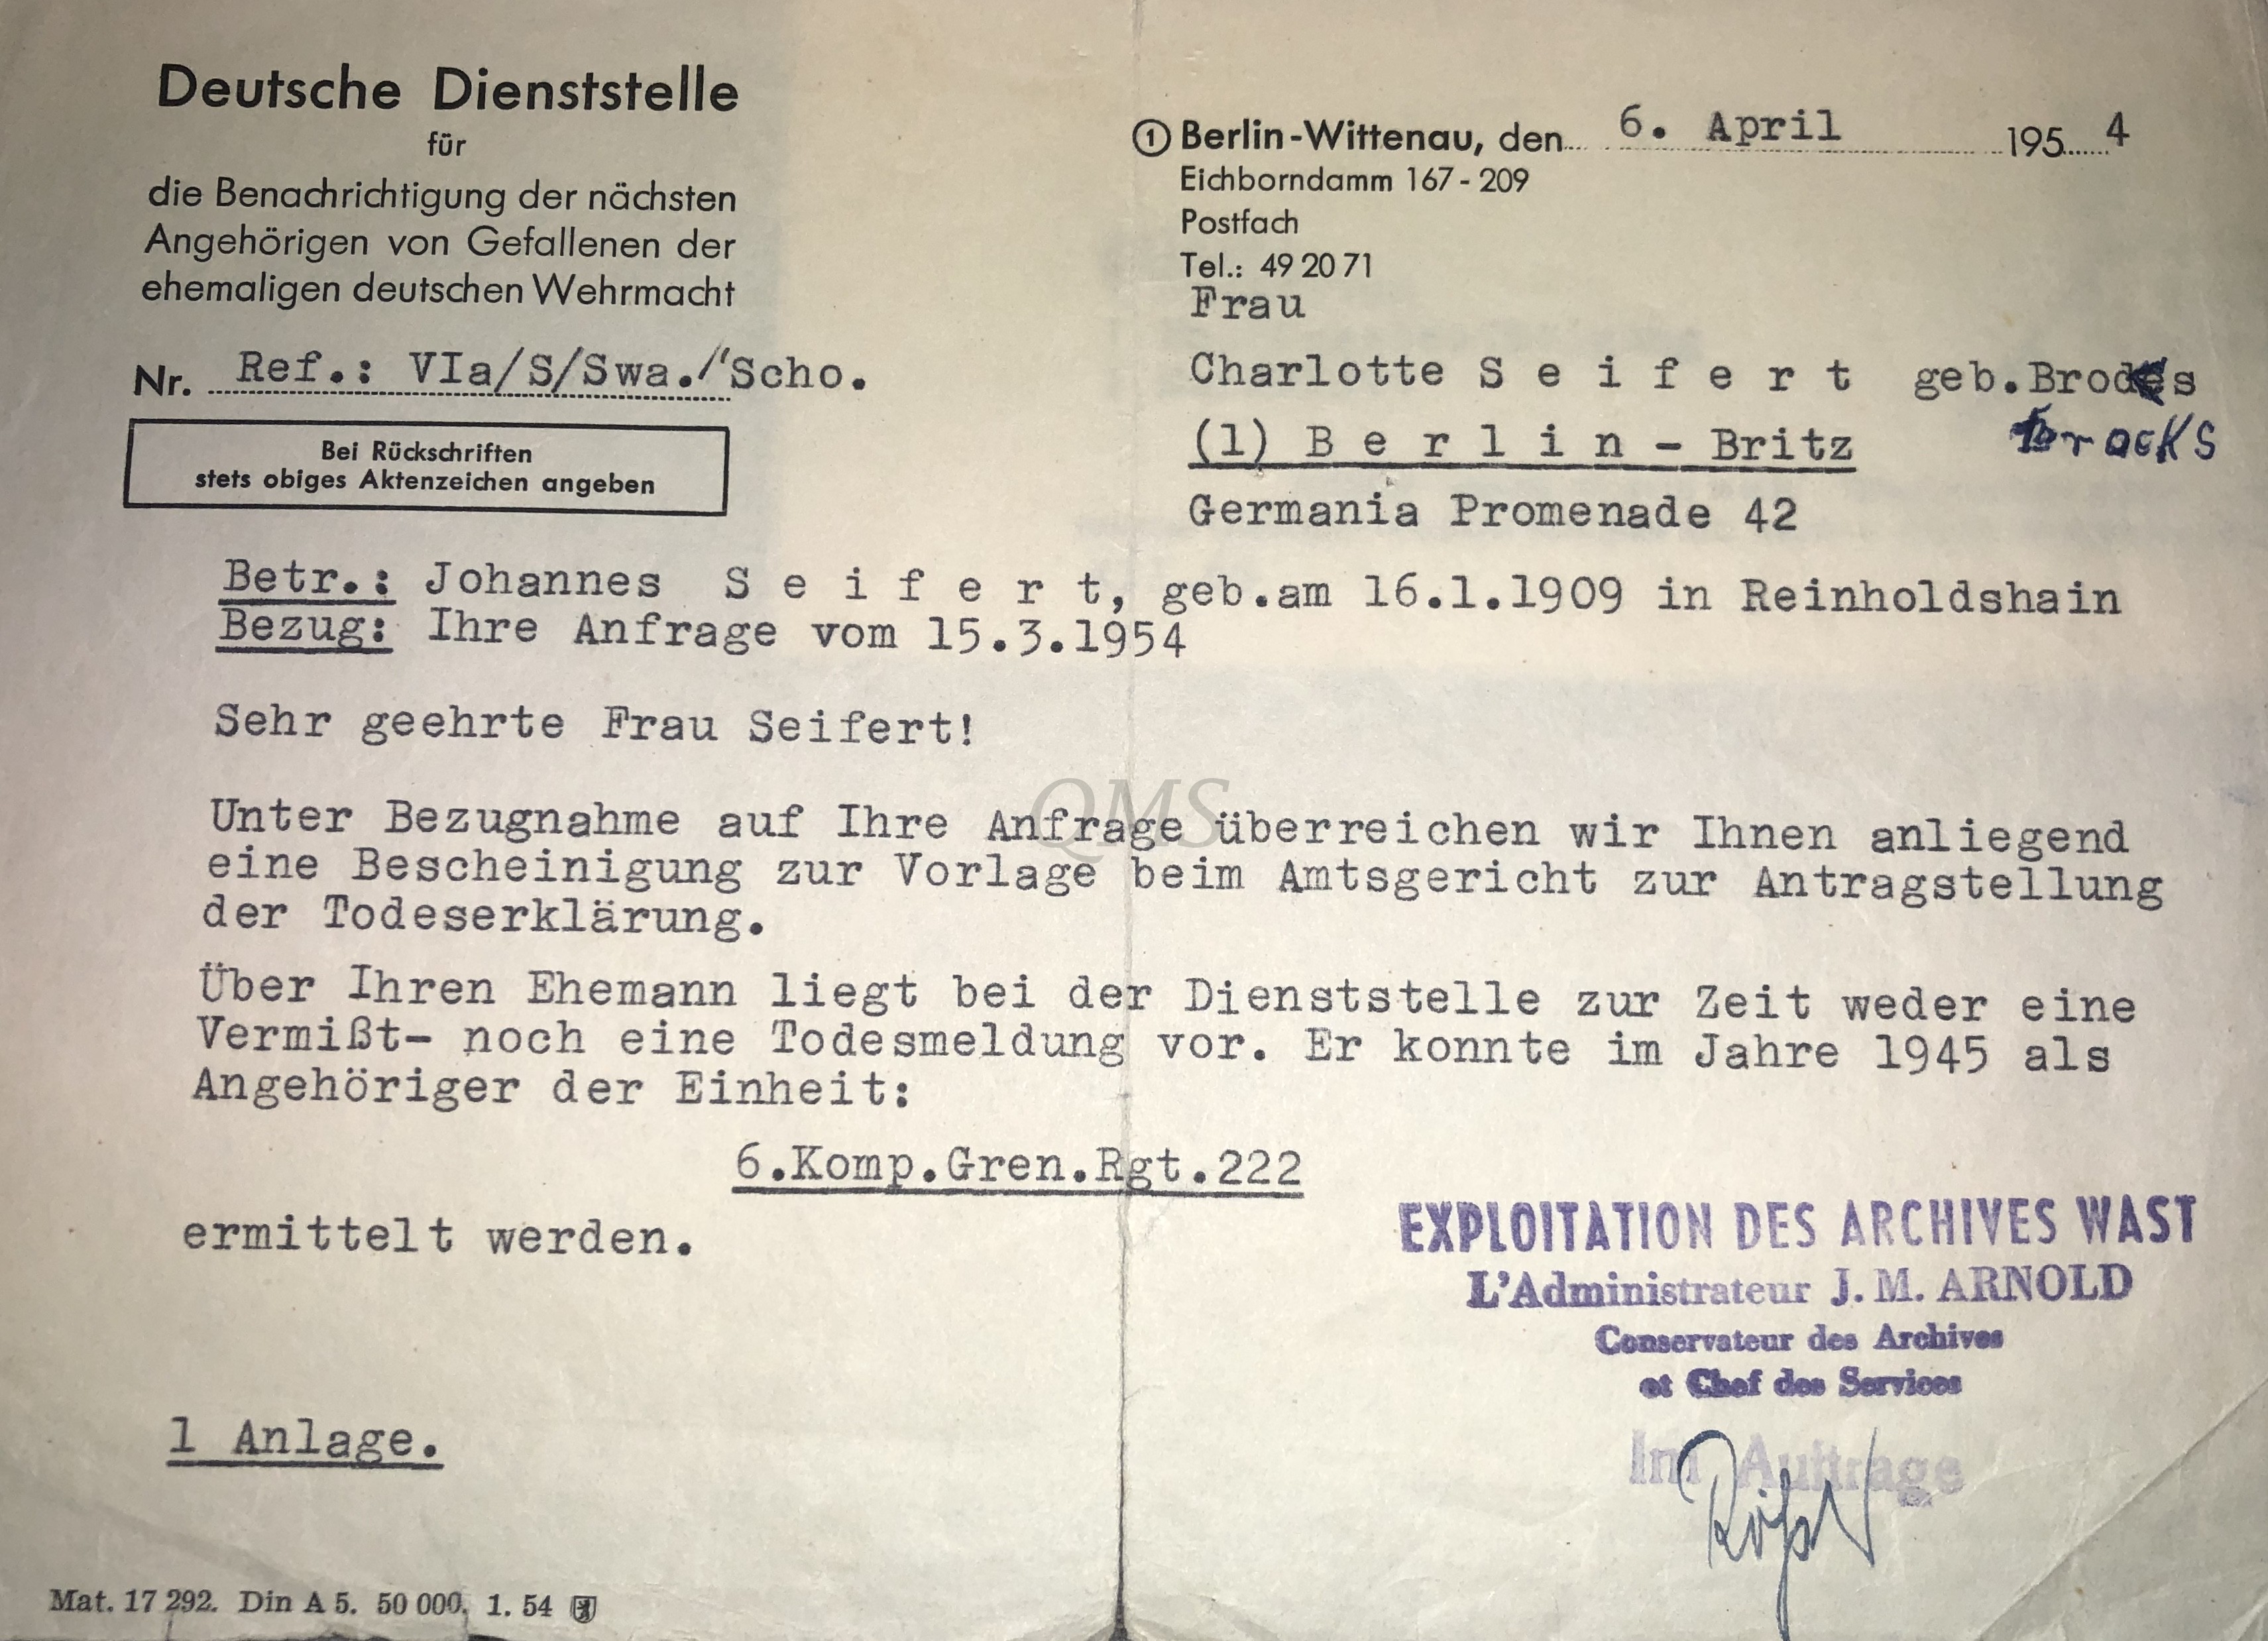 Deutsche Dienststelle
für
die Benachrichtigung der nächsten
Angehörigen von Gefallenen der
ehemaligen deutschen Wehrmacht
Nr. Ref.: VIa/S/Swa./Scho.
Bei Rückschriften
stets obiges Aktenzeichen angeben
① Berlin-Wittenau, den 6. April 1954
Eichborndamm 167 - 209
Postfach
Tel.: 49 20 71
Frau
Charlotte S e i f e r t geb.
(1) B e r l i n - Britz
Germania Promenade 42
Betr.: Johannes S e i f e r t, geb.am 16.1.1909 in Reinholdshain
Bezug: Ihre Anfrage vom 15.3.1954
Sehr geehrte Frau Seifert!
QMS
Unter Bezugnahme auf Ihre Anfrage überreichen wir Ihnen anliegend
eine Bescheinigung zur Vorlage beim Amtsgericht zur Antragstellung
der Todeserklärung.
Über Ihren Ehemann liegt bei der Dienststelle zur Zeit weder eine
Vermißt- noch eine Todesmeldung vor. Er konnte im Jahre 1945 als
Angehöriger der Einheit:
6.Komp.Gren.Rgt.222
ermittelt werden.
EXPLOITATION DES ARCHIVES WAST
L'Administrateur J. M. ARNOLD
Conservateur des Archives
et Chef des Services
Im Auftrage
1 Anlage.
Mat. 17 292. Din A 5. 50 000. 1. 54